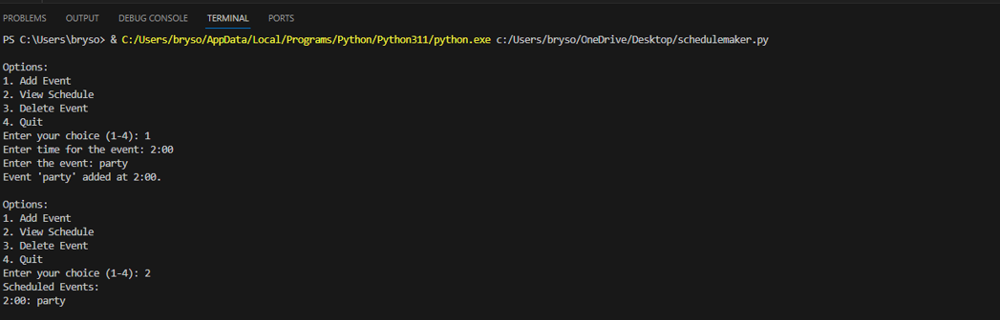 PROBLEMS OUTPUT DEBUG CONSOLE TERMINAL PORTS
PS C:\Users\bryso> & C:/Users/bryso/AppData/Local/Programs/Python/Python311/python.exe c:/Users/bryso/OneDrive/Desktop/schedulemaker.py
Options:
1. Add Event
2. View Schedule
3. Delete Event
4. Quit
Enter your choice (1-4): 1
Enter time for the event: 2:00
Enter the event: party
Event 'party' added at 2:00.
Options:
1. Add Event
2. View Schedule
3. Delete Event
4. Quit
Enter your choice (1-4): 2
Scheduled Events:
2:00: party